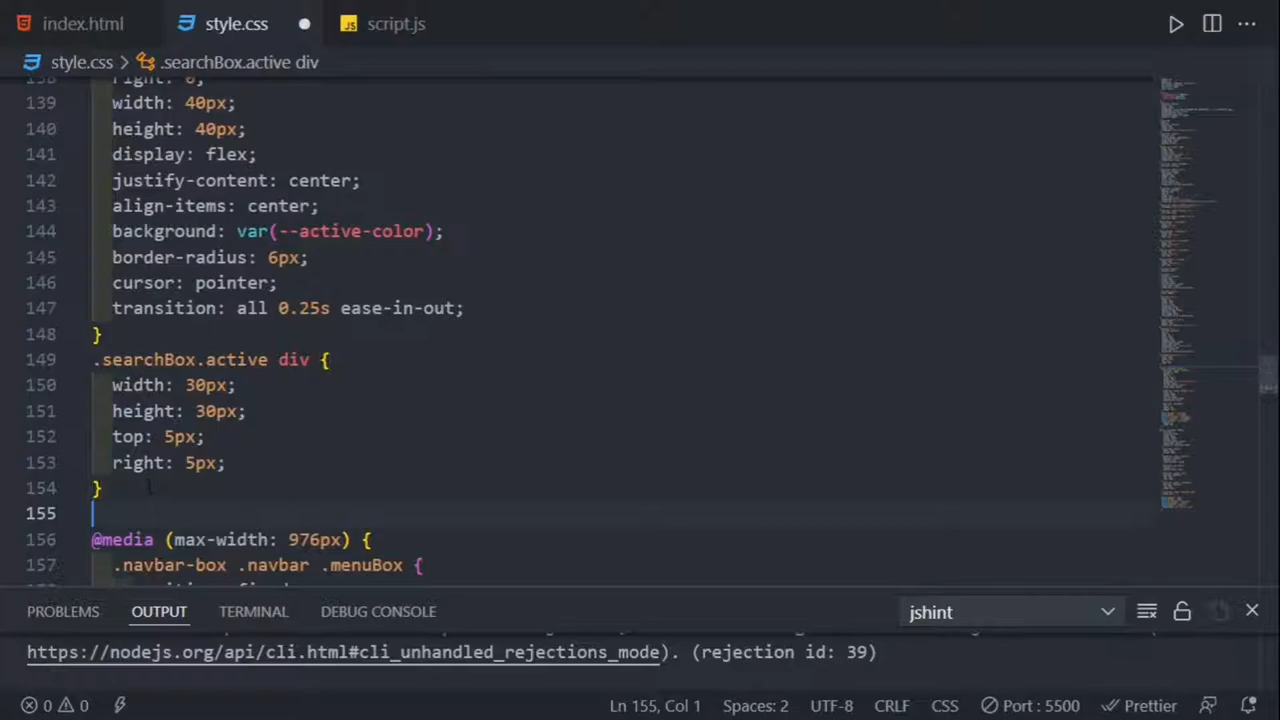 index.html style.css script.js
style.css .searchBox.active div
138 right: 0;
139 width: 40px;
140 height: 40px;
141 display: flex;
142 justify-content: center;
143 align-items: center;
144 background: var(--active-color);
145 border-radius: 6px;
146 cursor: pointer;
147 transition: all 0.25s ease-in-out;
148 }
149 .searchBox.active div {
150 width: 30px;
151 height: 30px;
152 top: 5px;
153 right: 5px;
154 }
155
156 @media (max-width: 976px) {
157 .navbar-box .navbar .menuBox {
PROBLEMS OUTPUT TERMINAL DEBUG CONSOLE jshint
https://nodejs.org/api/cli.html#cli_unhandled_rejections_mode). (rejection id: 39)
0 0 Ln 155, Col 1 Spaces: 2 UTF-8 CRLF CSS Port : 5500 Prettier